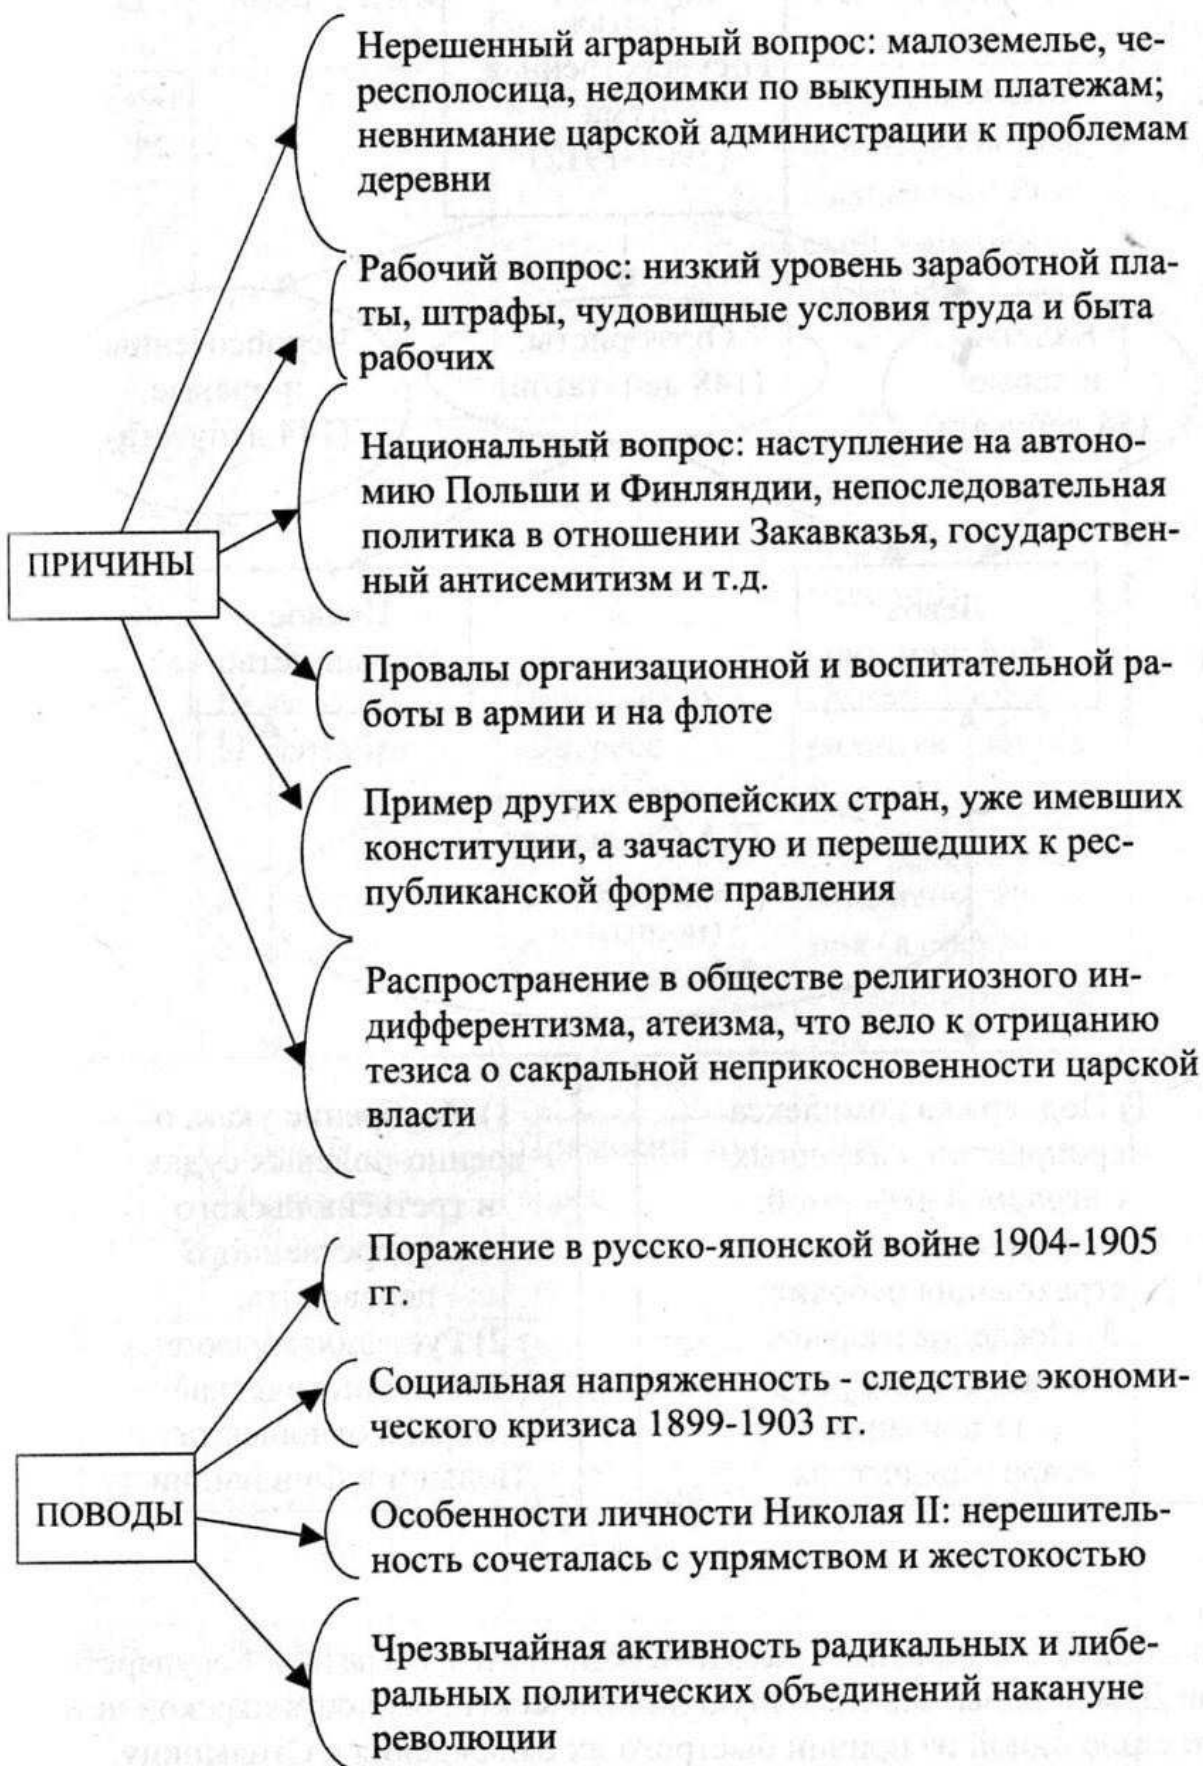 Нерешенный аграрный вопрос: малоземелье, че-
респолосица, недоимки по выкупным платежам;
невнимание царской администрации к проблемам
деревни
Рабочий вопрос: низкий уровень заработной пла-
ты, штрафы, чудовищные условия труда и быта
рабочих
Национальный вопрос: наступление на автоно-
мию Польши и Финляндии, непоследовательная
политика в отношении Закавказья, государствен-
ный антисемитизм и т.д.
ПРИЧИНЫ
Провалы организационной и воспитательной ра-
боты в армии и на флоте
Пример других европейских стран, уже имевших
конституции, а зачастую и перешедших к рес-
публиканской форме правления
Распространение в обществе религиозного ин-
дифферентизма, атеизма, что вело к отрицанию
тезиса о сакральной неприкосновенности царской
власти
Поражение в русско-японской войне 1904-1905
гг.
Социальная напряженность - следствие экономи-
ческого кризиса 1899-1903 гг.
ПОВОДЫ
Особенности личности Николая II: нерешитель-
ность сочеталась с упрямством и жестокостью
Чрезвычайная активность радикальных и либе-
ральных политических объединений накануне
революции